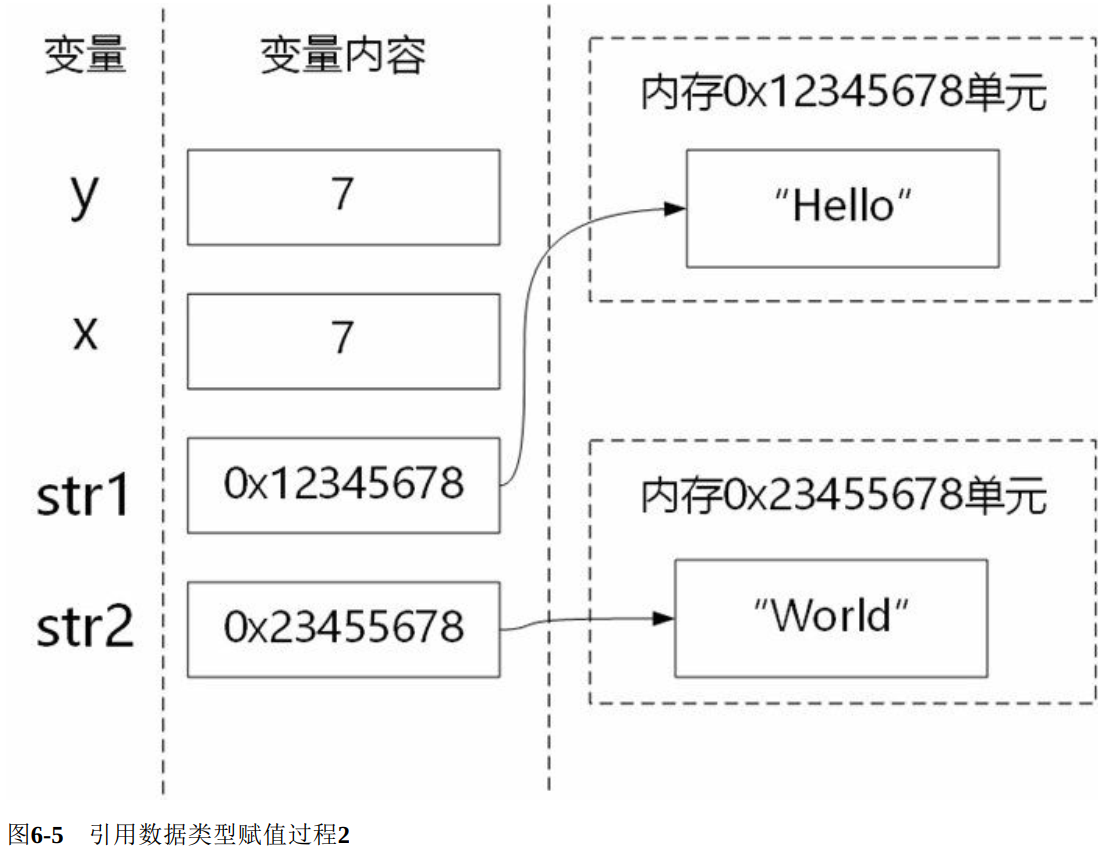 变量 变量内容
内存0x12345678单元
y 7 “Hello“
x 7
str1 0x12345678
内存0x23455678单元
str2 0x23455678 “World“
图6-5 引用数据类型赋值过程2